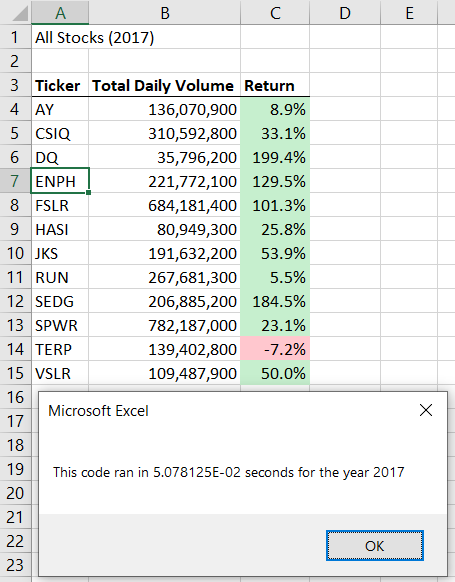 A B C D E
1 All Stocks (2017)
2
3 Ticker Total Daily Volume Return
4 AY 136,070,900 8.9%
5 CSIQ 310,592,800 33.1%
6 DQ 35,796,200 199.4%
7 ENPH 221,772,100 129.5%
8 FSLR 684,181,400 101.3%
9 HASI 80,949,300 25.8%
10 JKS 191,632,200 53.9%
11 RUN 267,681,300 5.5%
12 SEDG 206,885,200 184.5%
13 SPWR 782,187,000 23.1%
14 TERP 139,402,800 -7.2%
15 VSLR 109,487,900 50.0%
16
17 Microsoft Excel
18
19 This code ran in 5.078125E-02 seconds for the year 2017
20
21
22 OK
23